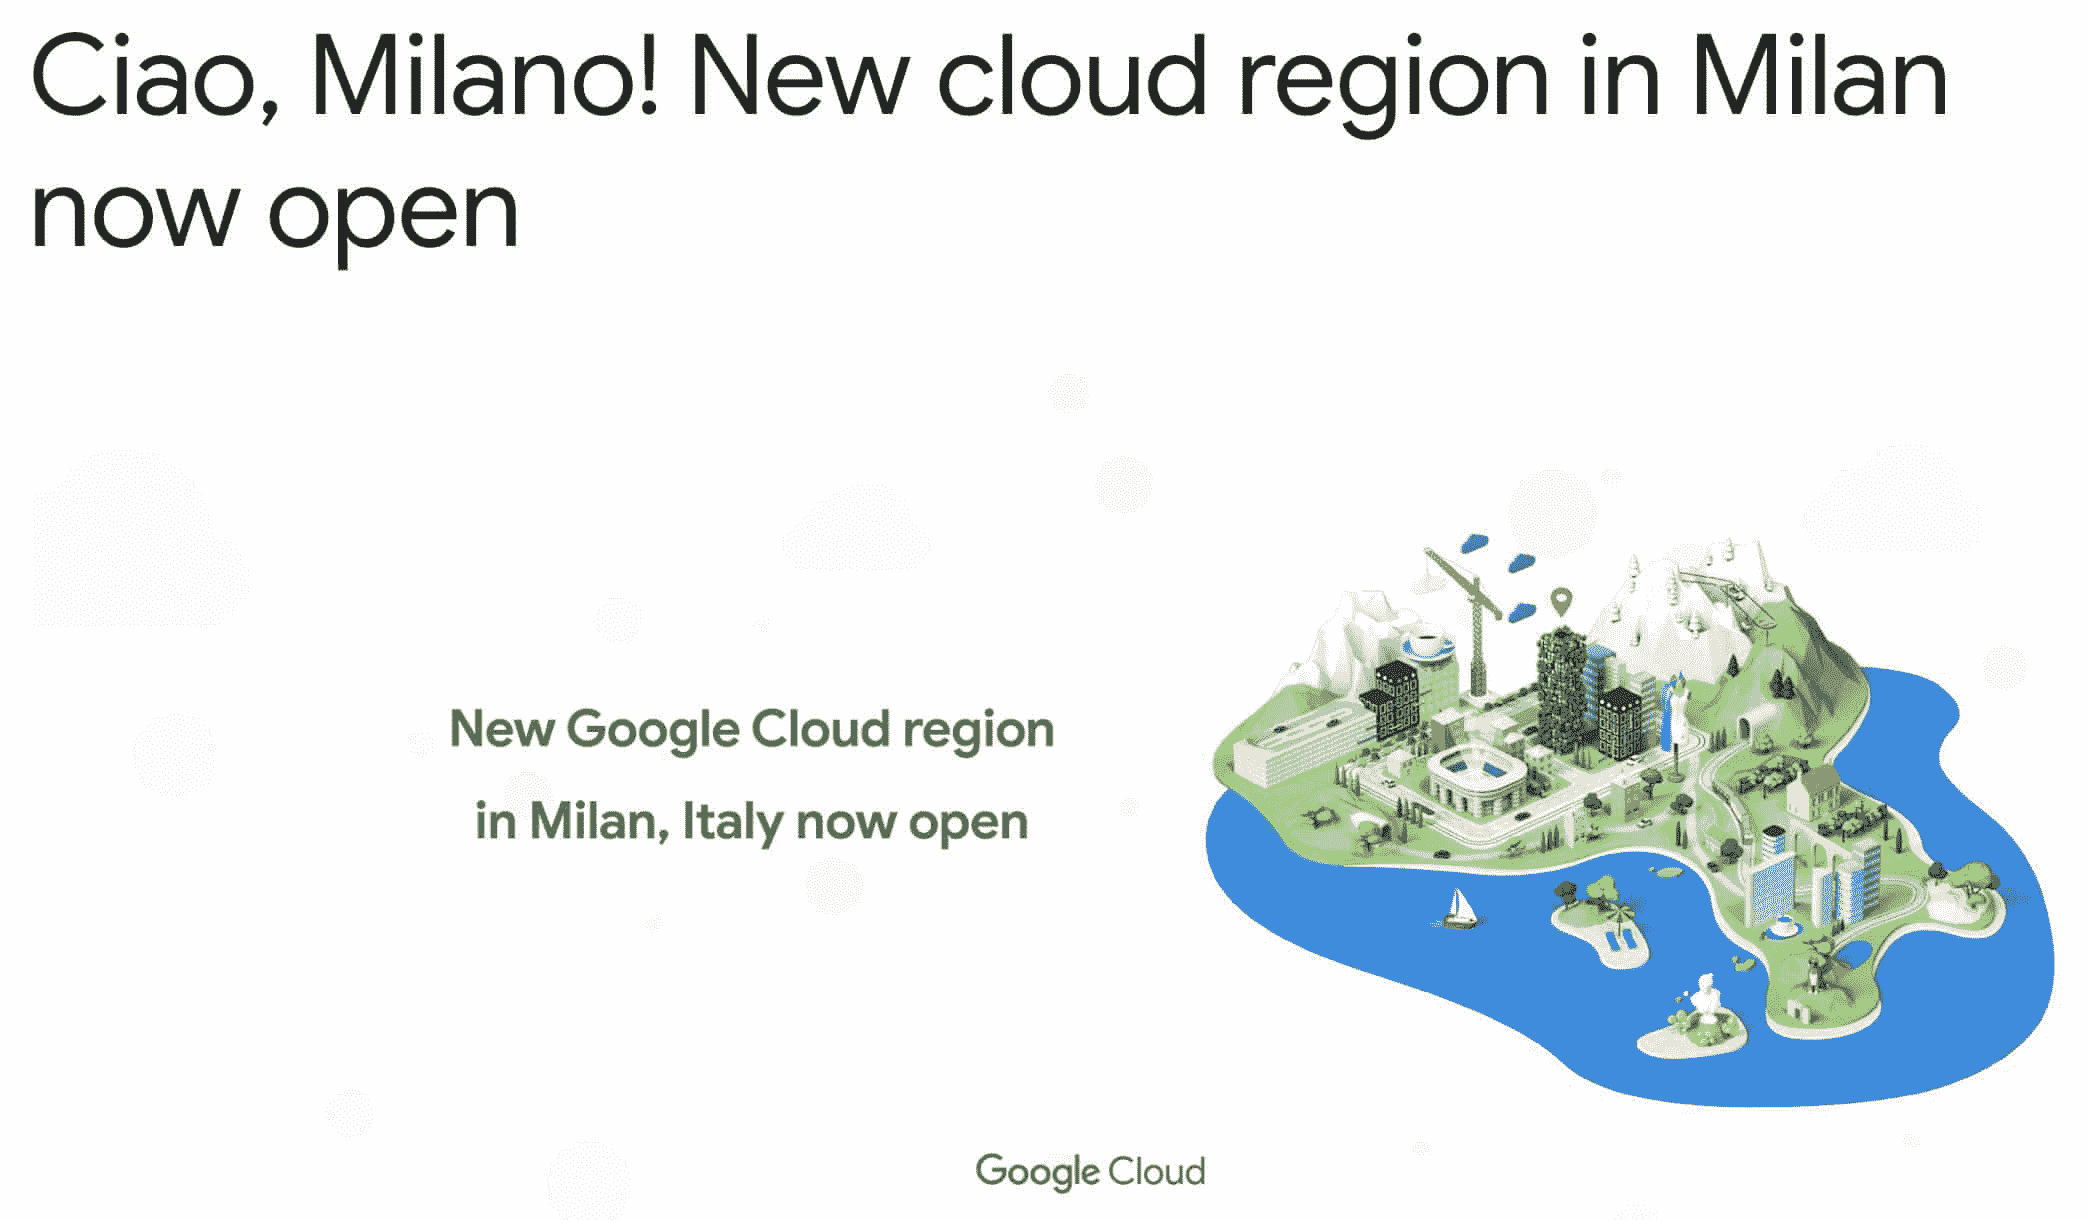 Ciao, Milano! New cloud region in Milan
now open
New Google Cloud region
in Milan, Italy now open
Google Cloud